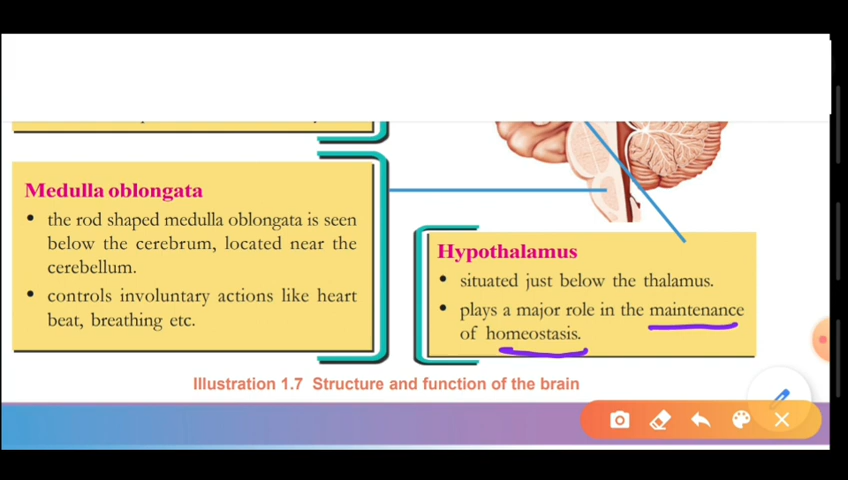 Medulla oblongata
• the rod shaped medulla oblongata is seen
below the cerebrum, located near the
cerebellum.
• controls involuntary actions like heart
beat, breathing etc.
Hypothalamus
• situated just below the thalamus.
• plays a major role in the maintenance
of homeostasis.
Illustration 1.7 Structure and function of the brain